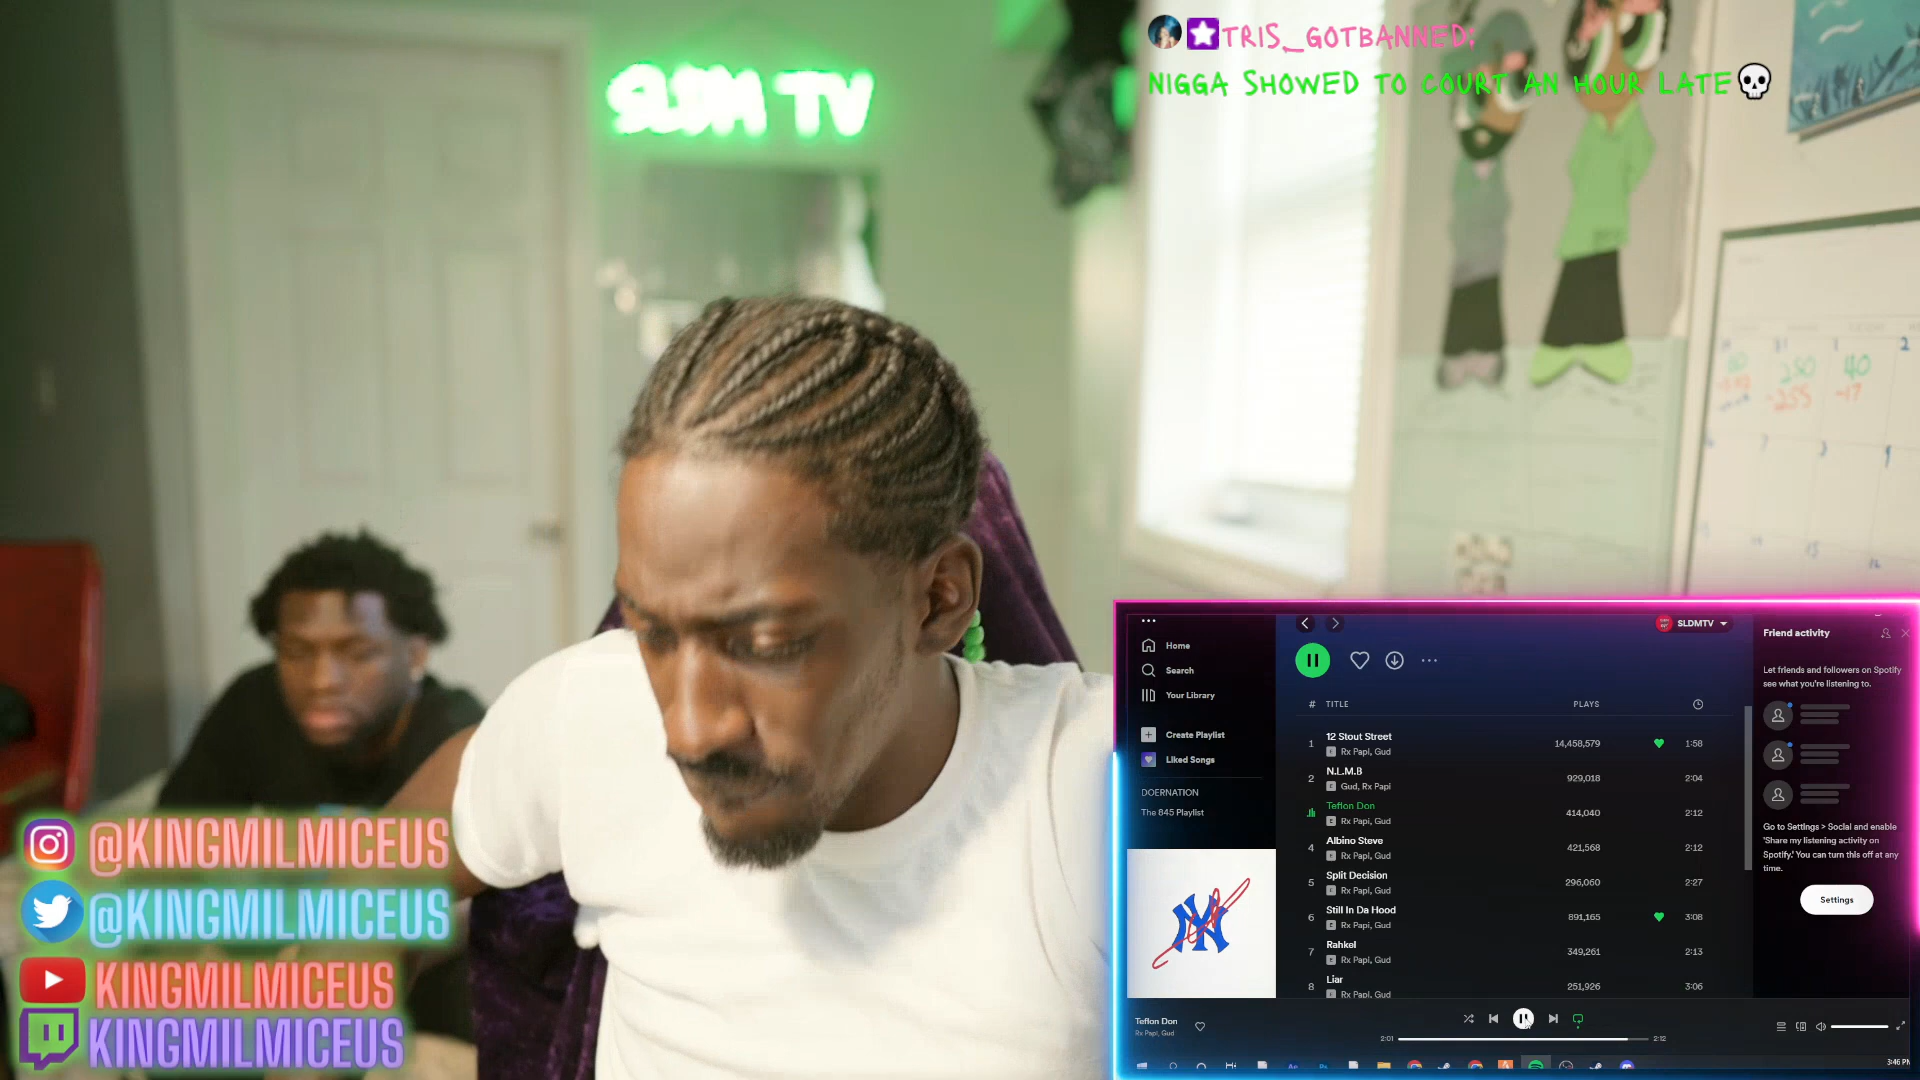 SLDM TV
TRIS_GOTBANNED:
NIGGA SHOWED TO COURT AN HOUR LATE💀
250
-255
40
-17
2
@KINGMILMICEUS
@KINGMILMICEUS
KINGMILMICEUS
KINGMILMICEUS
Home
Search
Your Library
Create Playlist
Liked Songs
DOERNATION
The 845 Playlist
SLDMTV
# TITLE PLAYS
1 12 Stout Street 14,458,579 1:58
E Rx Papi, Gud
2 N.L.M.B 929,018 2:04
E Gud, Rx Papi
Teflon Don 414,040 2:12
E Rx Papi, Gud
4 Albino Steve 421,568 2:12
E Rx Papi, Gud
5 Split Decision 296,060 2:27
E Rx Papi, Gud
6 Still In Da Hood 891,165 3:08
E Rx Papi, Gud
7 Rahkel 349,261 2:13
E Rx Papi, Gud
8 Liar 251,926 3:06
E Rx Papi, Gud
Friend activity
Let friends and followers on Spotify
see what you're listening to.
Go to Settings > Social and enable
'Share my listening activity on
Spotify.' You can turn this off at any
time.
Settings
NY
Teflon Don
Rx Papi, Gud
2:01 2:12
3:46 PM